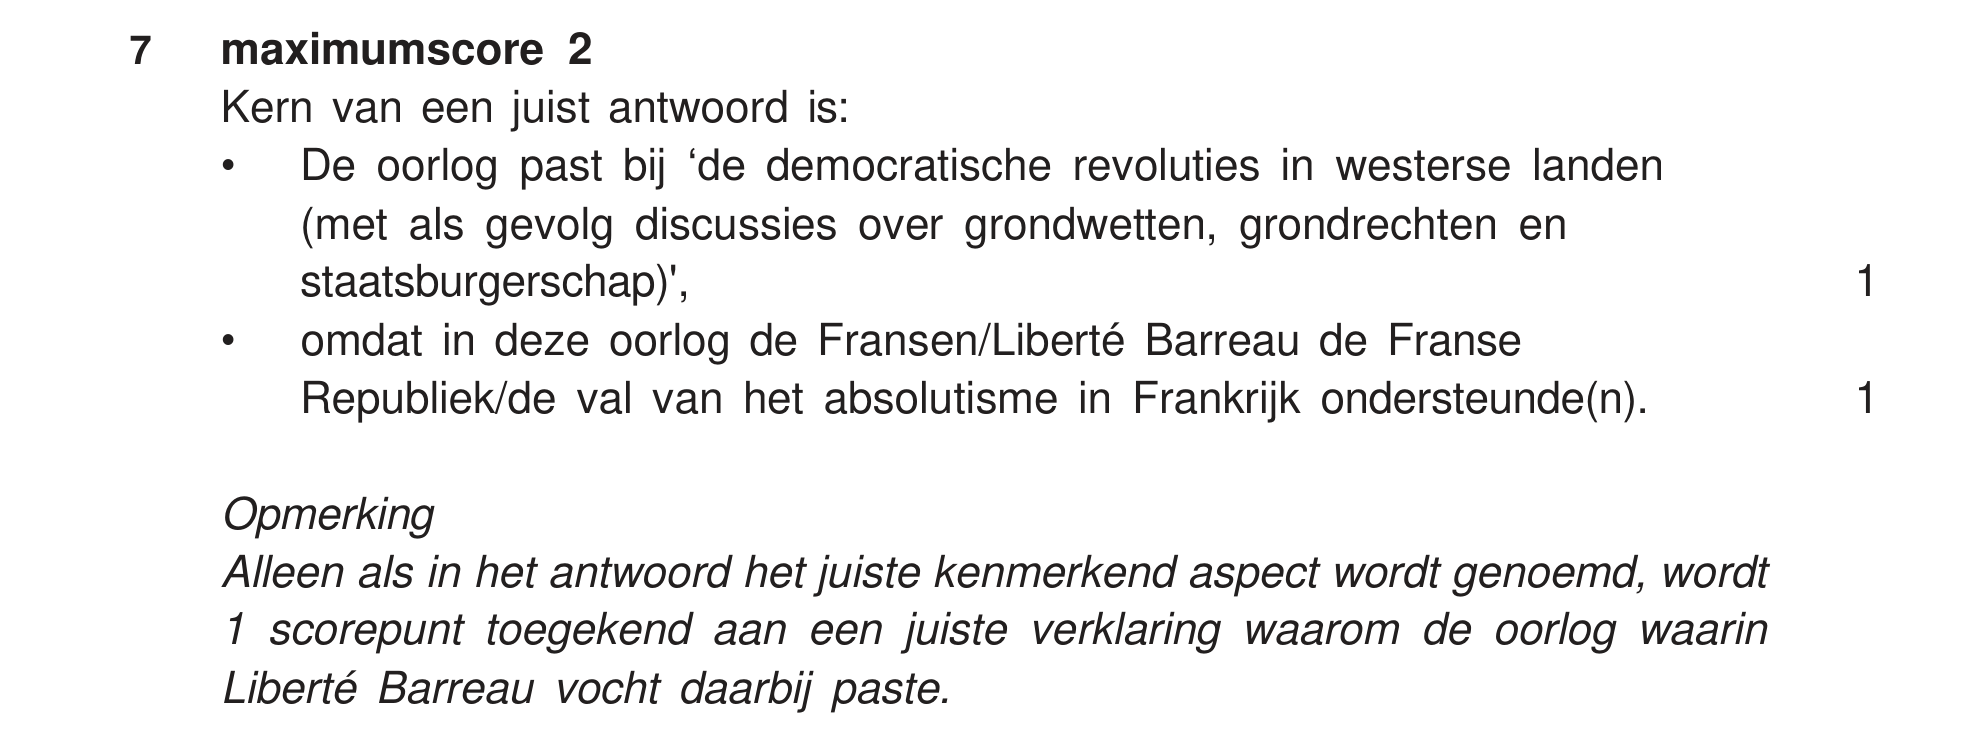 7 maximumscore 2
Kern van een juist antwoord is:
• De oorlog past bij ‘de democratische revoluties in westerse landen
(met als gevolg discussies over grondwetten, grondrechten en
staatsburgerschap)', 1
• omdat in deze oorlog de Fransen/Liberté Barreau de Franse
Republiek/de val van het absolutisme in Frankrijk ondersteunde(n). 1
Opmerking
Alleen als in het antwoord het juiste kenmerkend aspect wordt genoemd, wordt
1 scorepunt toegekend aan een juiste verklaring waarom de oorlog waarin
Liberté Barreau vocht daarbij paste.